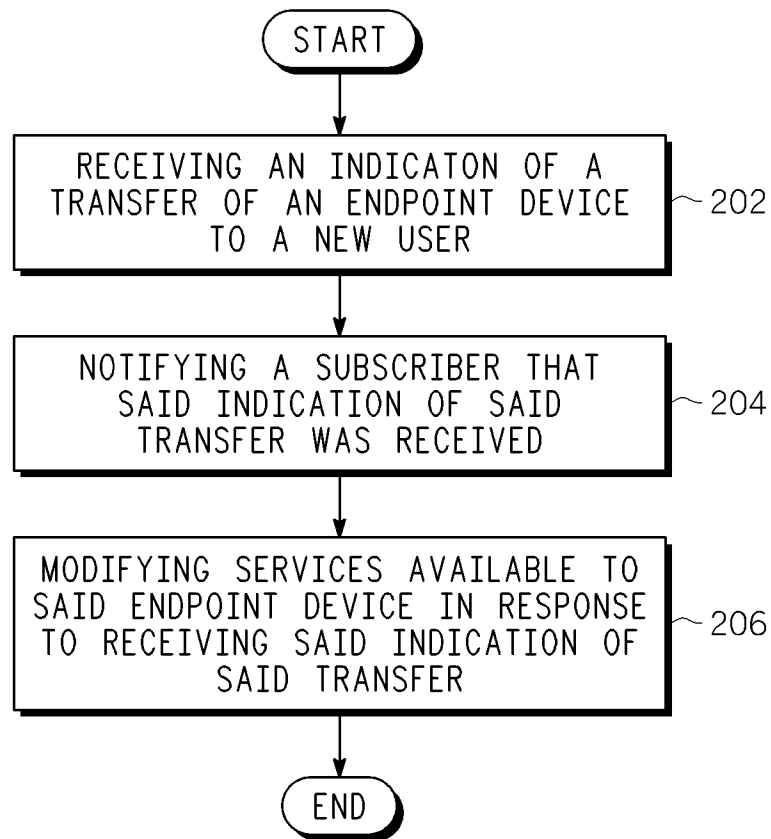 START
RECEIVING AN INDICATON OF A
TRANSFER OF AN ENDPOINT DEVICE
TO A NEW USER
202
NOTIFYING A SUBSCRIBER THAT
SAID INDICATION OF SAID
TRANSFER WAS RECEIVED
204
MODIFYING SERVICES AVAILABLE TO
SAID ENDPOINT DEVICE IN RESPONSE
TO RECEIVING SAID INDICATION OF
SAID TRANSFER
206
END